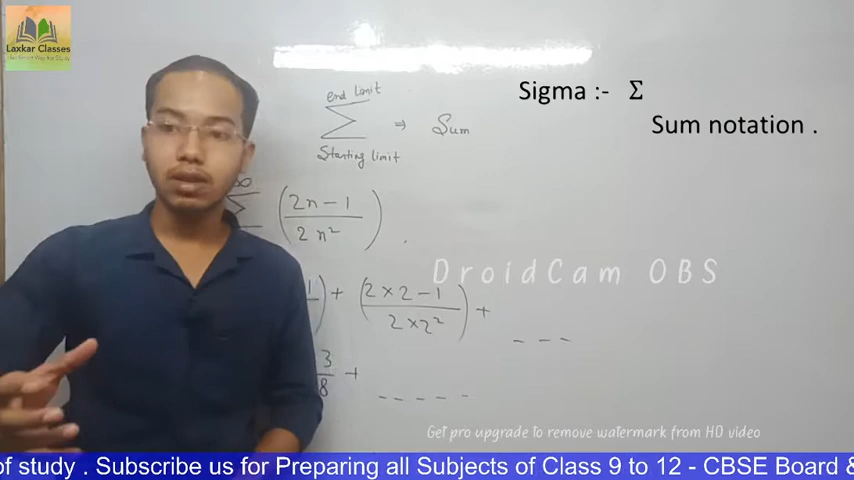 Laxkar Classes
end limit
Σ ⇒ Sum
Starting limit
Sigma :- Σ
Sum notation .
∞
Σ (2n-1 / 2n²)
1) + (2×2-1 / 2×2²) + ---
3/8 + -----
DroidCam OBS
Get pro upgrade to remove watermark from HD video
of study . Subscribe us for Preparing all Subjects of Class 9 to 12 - CBSE Board &